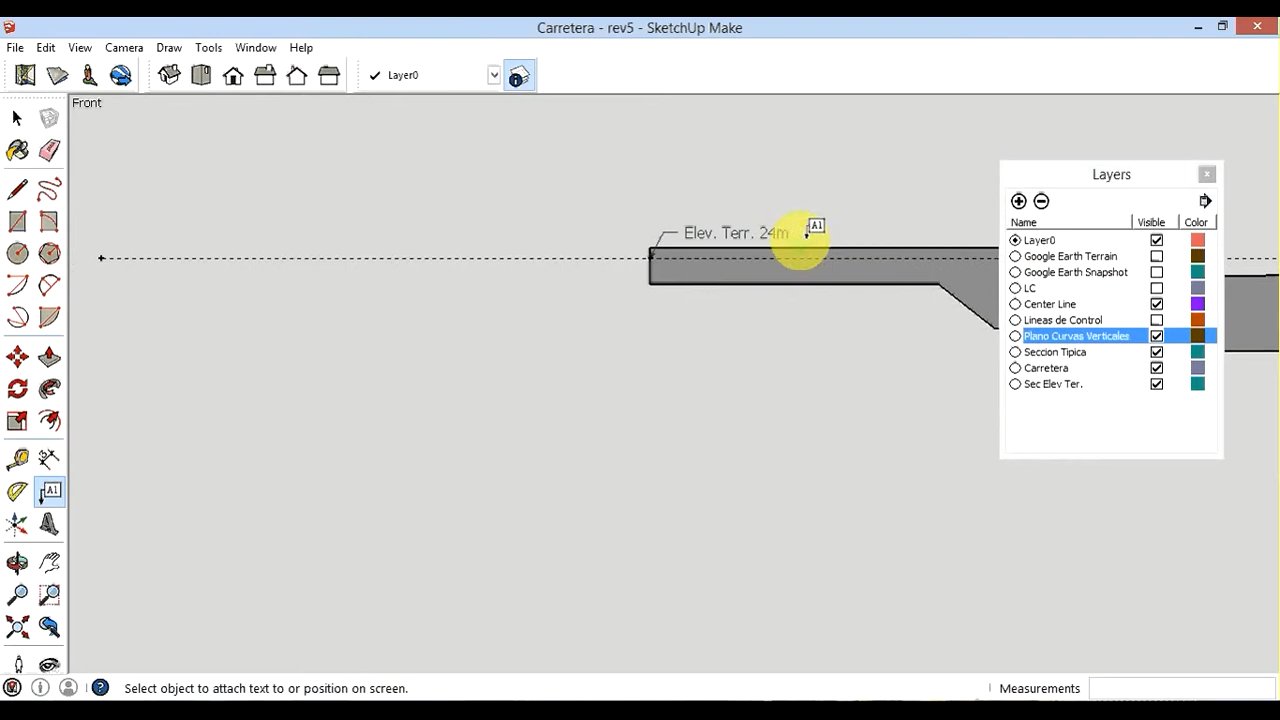 Carretera - rev5 - SketchUp Make
File Edit View Camera Draw Tools Window Help
Layer0
Front
Elev. Terr. 24m
A1
Layers
Name Visible Color
Layer0
Google Earth Terrain
Google Earth Snapshot
LC
Center Line
Lineas de Control
Plano Curvas Verticales
Seccion Tipica
Carretera
Sec Elev Ter.
A1
Select object to attach text to or position on screen.
Measurements